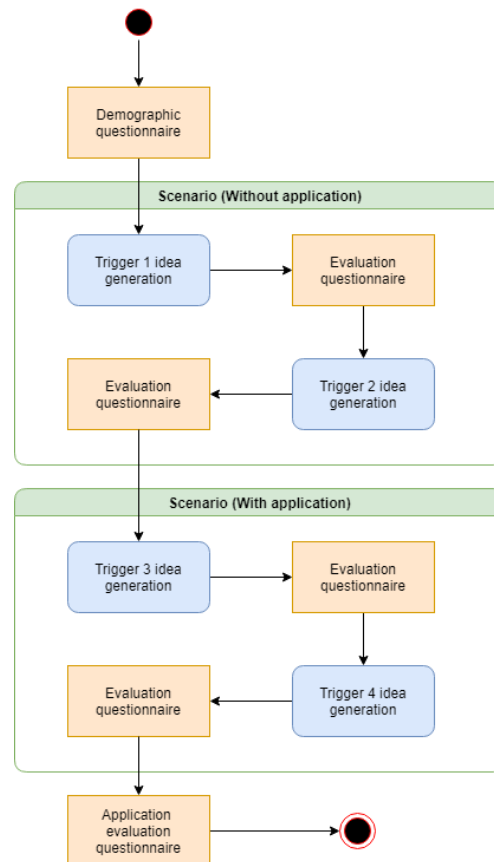 Demographic
questionnaire
Scenario (Without application)
Trigger 1 idea
generation
Evaluation
questionnaire
Trigger 2 idea
generation
Evaluation
questionnaire
Scenario (With application)
Trigger 3 idea
generation
Evaluation
questionnaire
Trigger 4 idea
generation
Evaluation
questionnaire
Application
evaluation
questionnaire